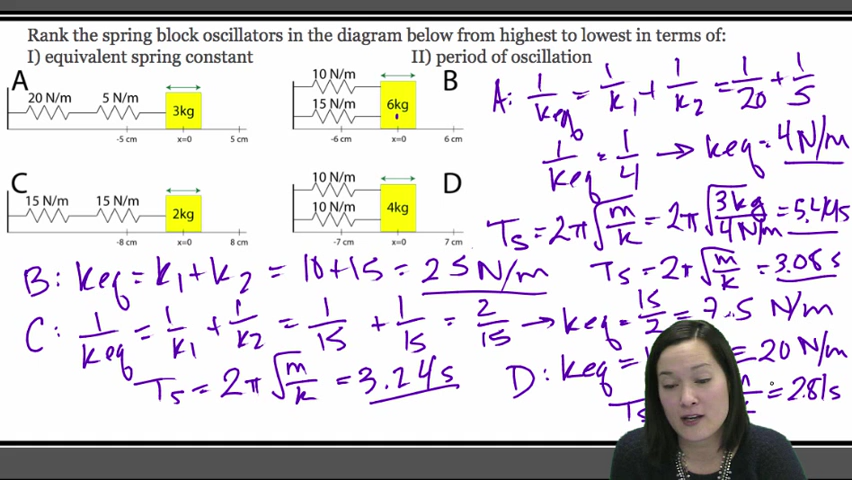 Rank the spring block oscillators in the diagram below from highest to lowest in terms of:
I) equivalent spring constant
II) period of oscillation
A
20 N/m 5 N/m
3kg
-5 cm x=0 5 cm
10 N/m
15 N/m
6kg
B
-6 cm x=0 6 cm
C
15 N/m 15 N/m
2kg
-8 cm x=0 8 cm
10 N/m
10 N/m
4kg
D
-7 cm x=0 7 cm
A: 1/keq = 1/k1 + 1/k2 = 1/20 + 1/5
1/keq = 1/4 → keq = 4 N/m
Ts = 2π√m/k = 2π√3kg/4N/m = 5.44s
B: keq = k1 + k2 = 10 + 15 = 25 N/m
Ts = 2π√m/k = 3.08 s
C: 1/keq = 1/k1 + 1/k2 = 1/15 + 1/15 = 2/15 → keq = 15/2 = 7.5 N/m
Ts = 2π√m/k = 3.24 s
D: keq = = 20 N/m
Ts = 2.81s